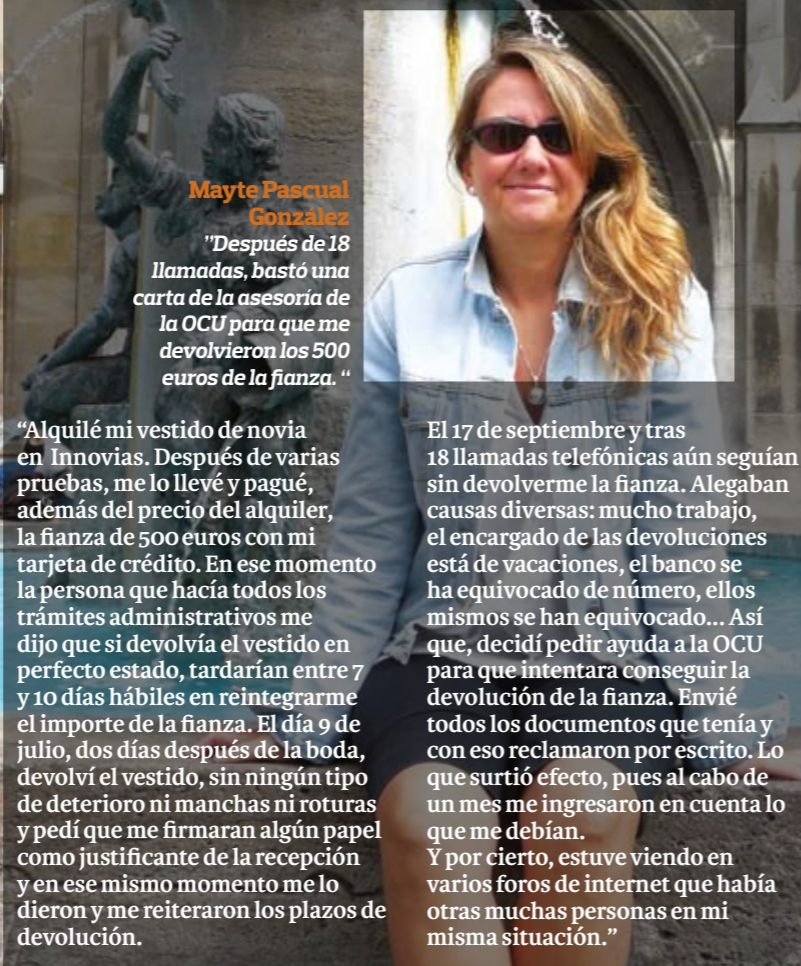 Mayte Pascual
González
"Después de 18
llamadas, bastó una
carta de la asesoría de
la OCU para que me
devolvieron los 500
euros de la fianza. “
“Alquilé mi vestido de novia
en Innovias. Después de varias
pruebas, me lo llevé y pagué,
además del precio del alquiler,
la fianza de 500 euros con mi
tarjeta de crédito. En ese momento
la persona que hacía todos los
trámites administrativos me
dijo que si devolvía el vestido en
perfecto estado, tardarían entre 7
y 10 días hábiles en reintegrarme
el importe de la fianza. El día 9 de
julio, dos días después de la boda,
devolví el vestido, sin ningún tipo
de deterioro ni manchas ni roturas
y pedí que me firmaran algún papel
como justificante de la recepción
y en ese mismo momento me lo
dieron y me reiteraron los plazos de
devolución.
El 17 de septiembre y tras
18 llamadas telefónicas aún seguían
sin devolverme la fianza. Alegaban
causas diversas: mucho trabajo,
el encargado de las devoluciones
está de vacaciones, el banco se
ha equivocado de número, ellos
mismos se han equivocado... Así
que, decidí pedir ayuda a la OCU
para que intentara conseguir la
devolución de la fianza. Envié
todos los documentos que tenía y
con eso reclamaron por escrito. Lo
que surtió efecto, pues al cabo de
un mes me ingresaron en cuenta lo
que me debían.
Y por cierto, estuve viendo en
varios foros de internet que había
otras muchas personas en mi
misma situación.”